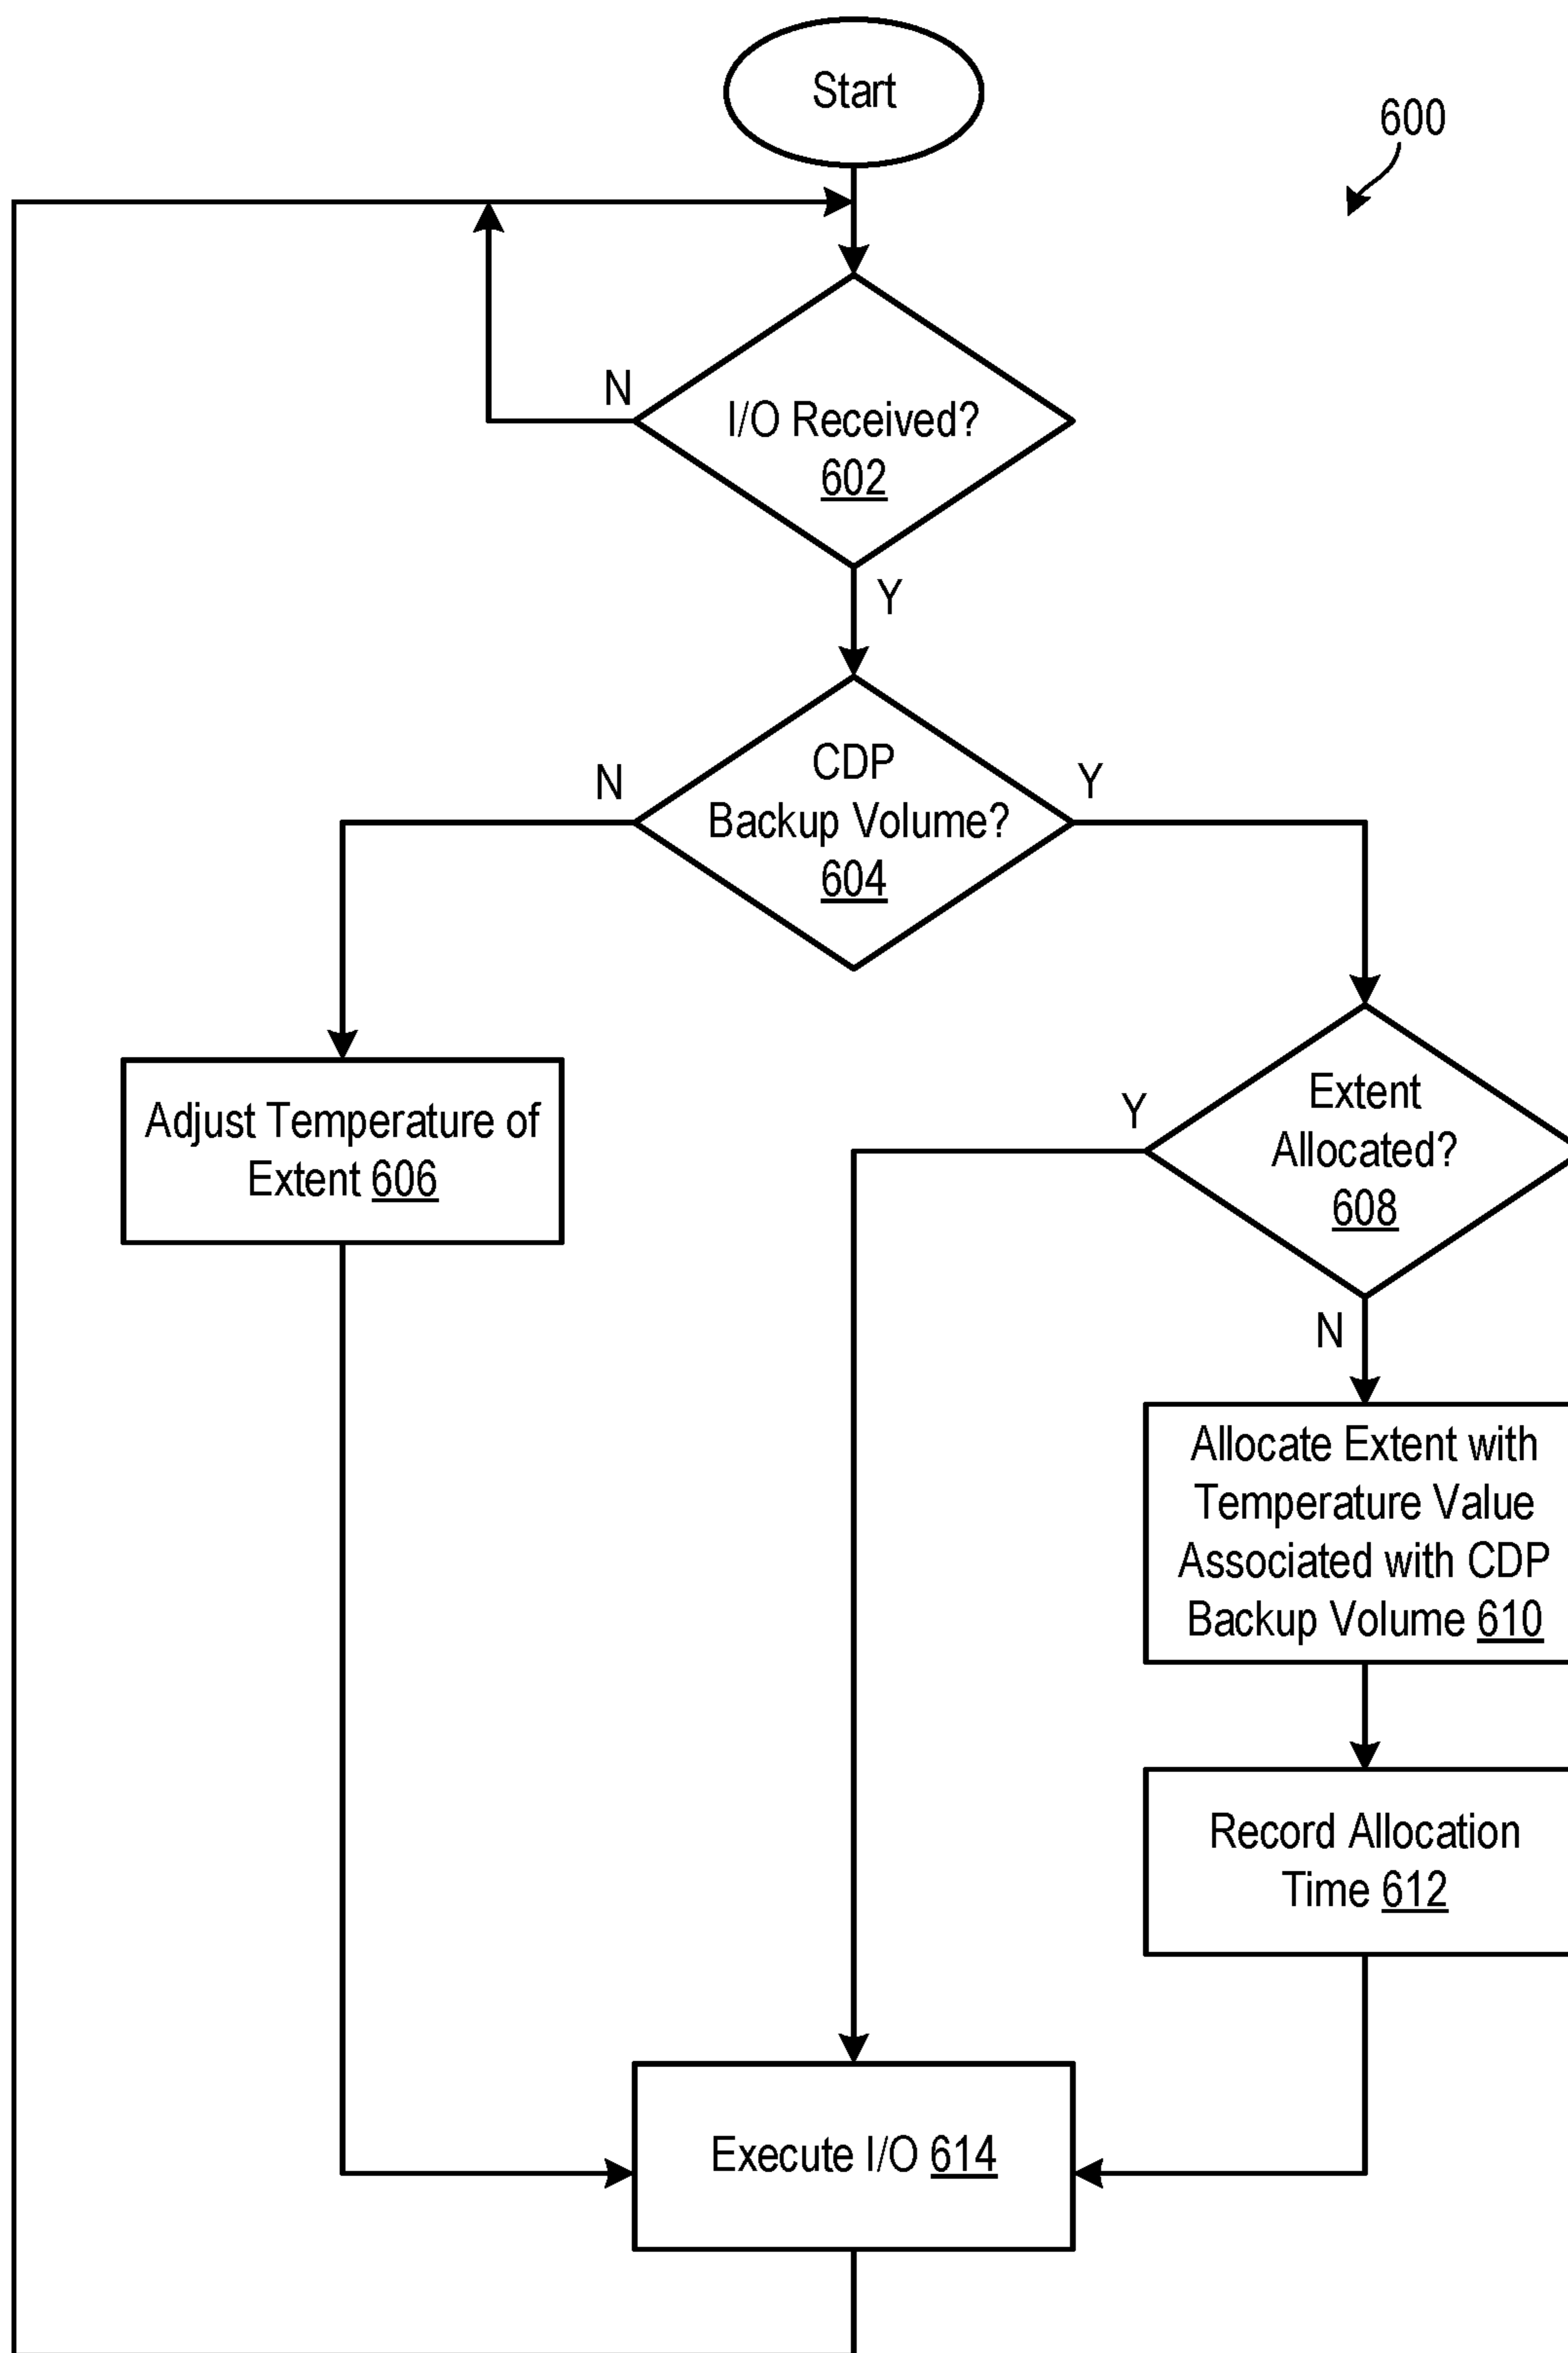 Start
600
N
I/O Received?
602
Y
N
CDP
Backup Volume?
604
Y
Adjust Temperature of
Extent 606
Y
Extent
Allocated?
608
N
Allocate Extent with
Temperature Value
Associated with CDP
Backup Volume 610
Record Allocation
Time 612
Execute I/O 614